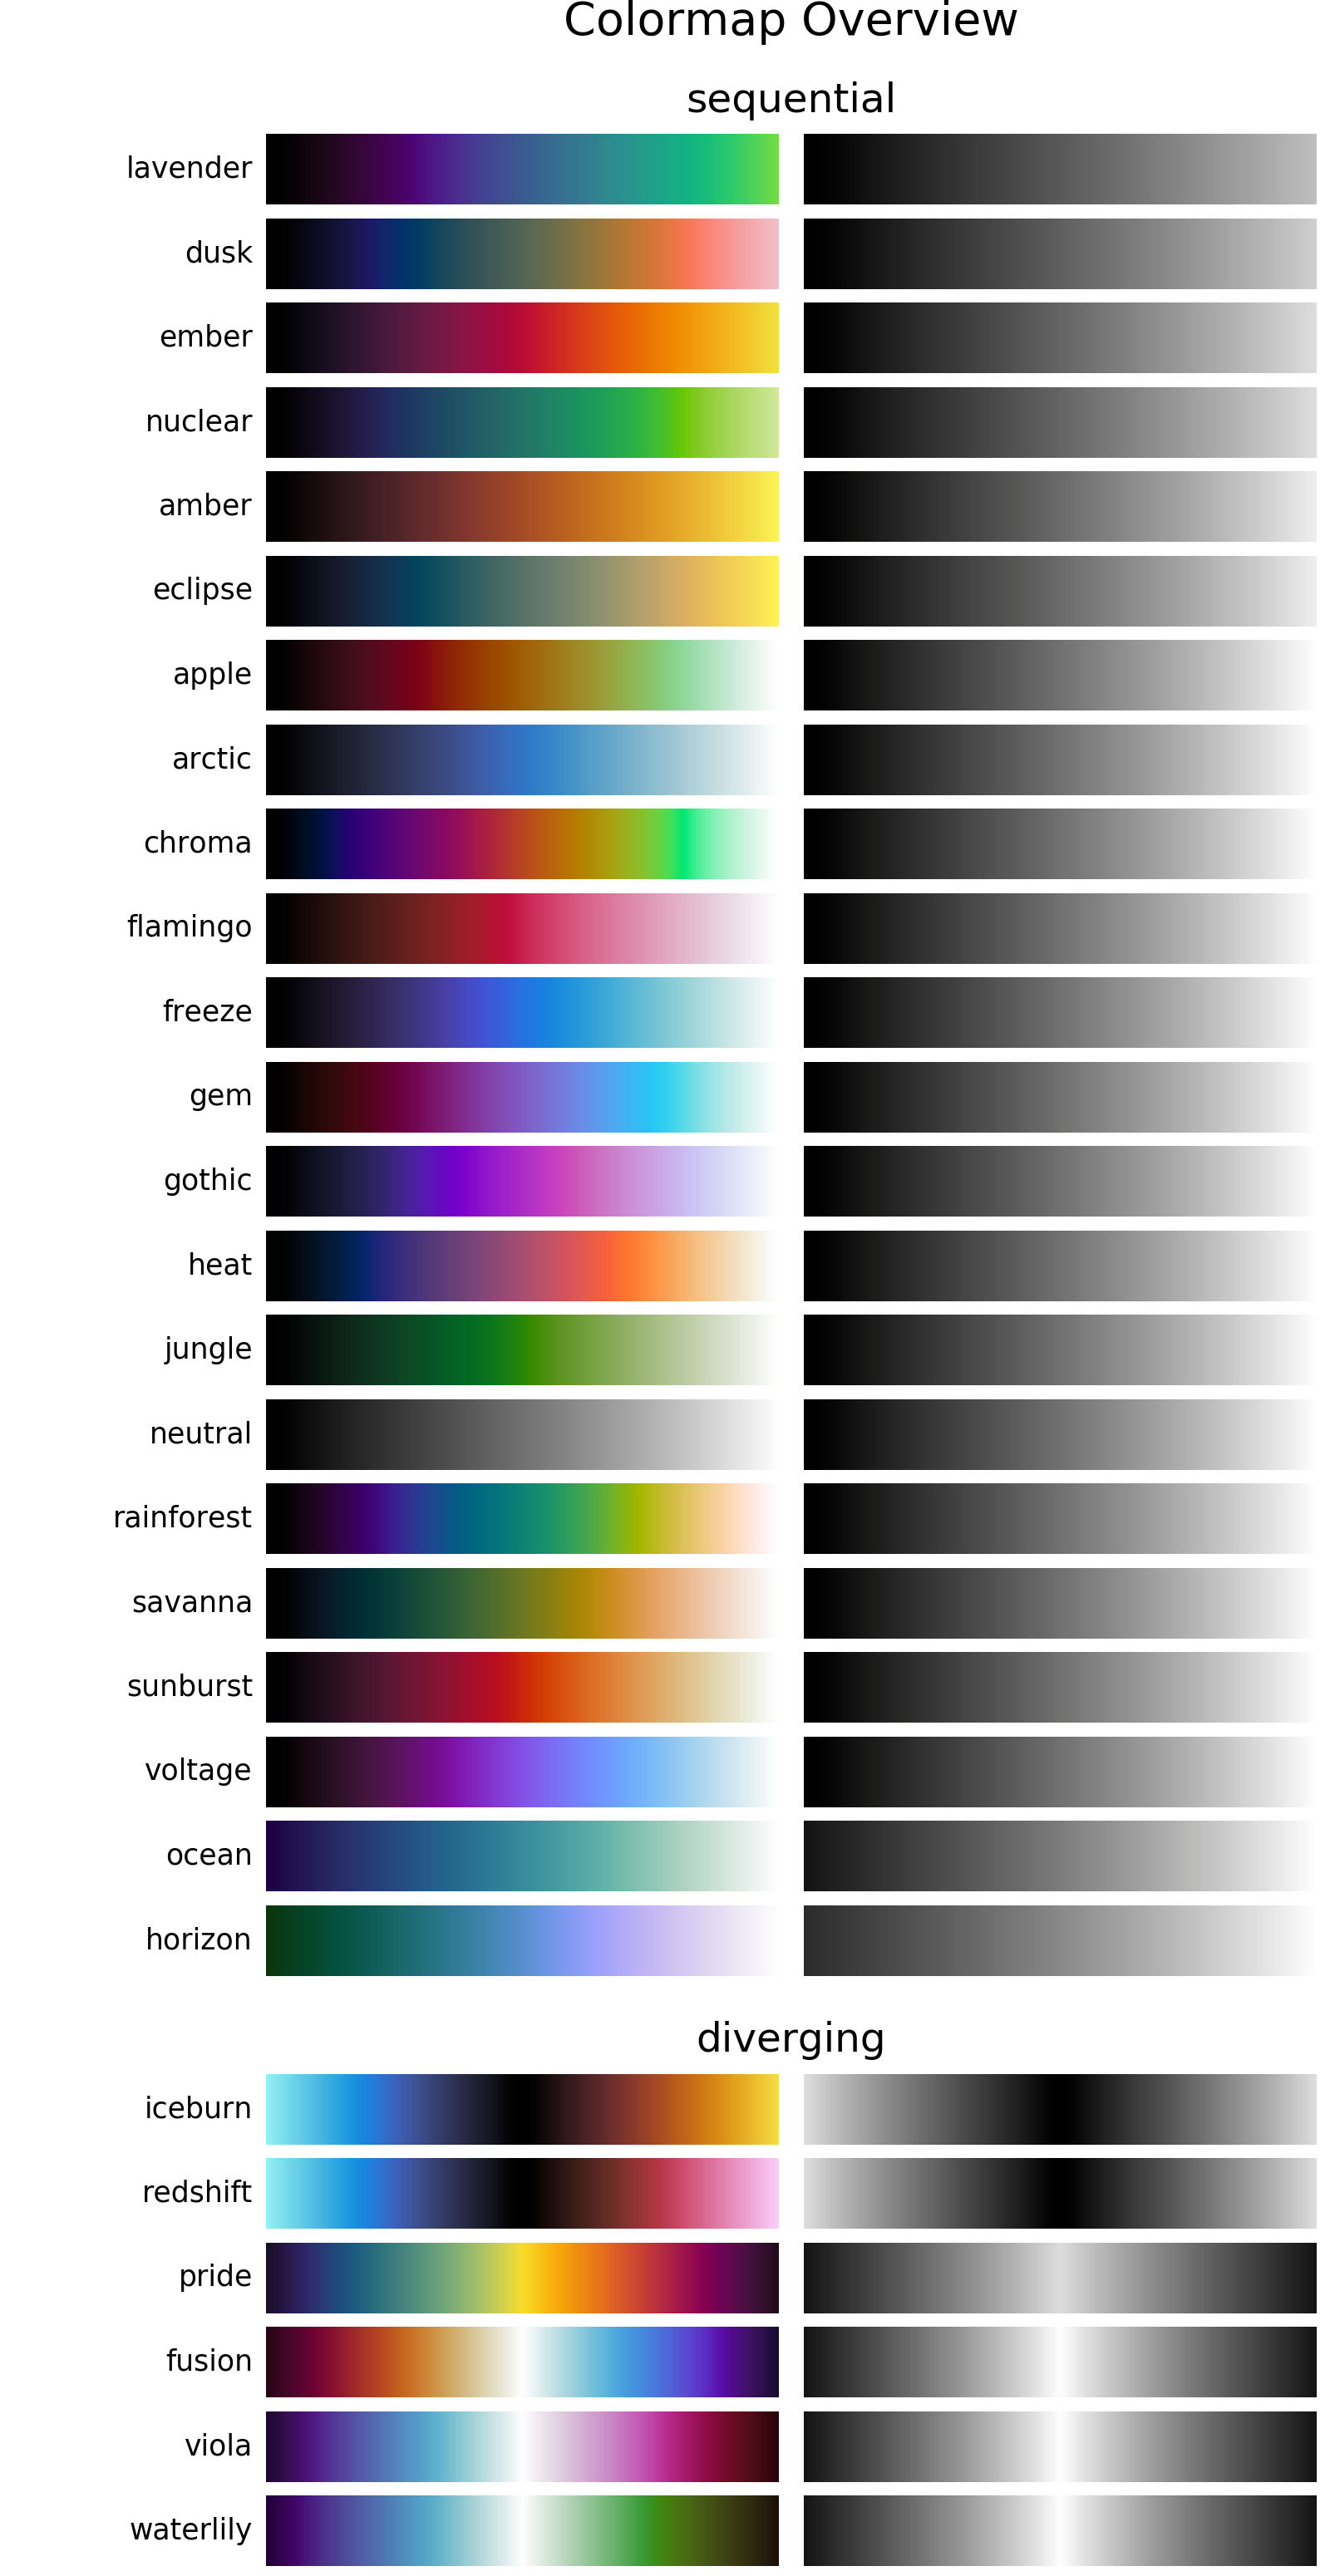 Colormap Overview
sequential
lavender
dusk
ember
nuclear
amber
eclipse
apple
arctic
chroma
flamingo
freeze
gem
gothic
heat
jungle
neutral
rainforest
savanna
sunburst
voltage
ocean
horizon
diverging
iceburn
redshift
pride
fusion
viola
waterlily